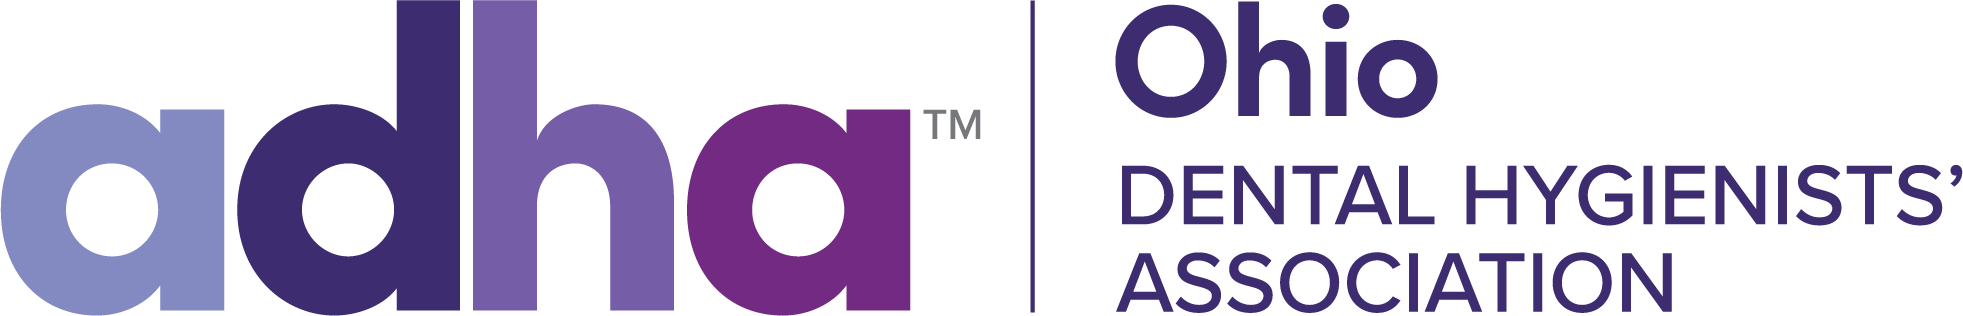 adha™
Ohio
DENTAL HYGIENISTS’
ASSOCIATION